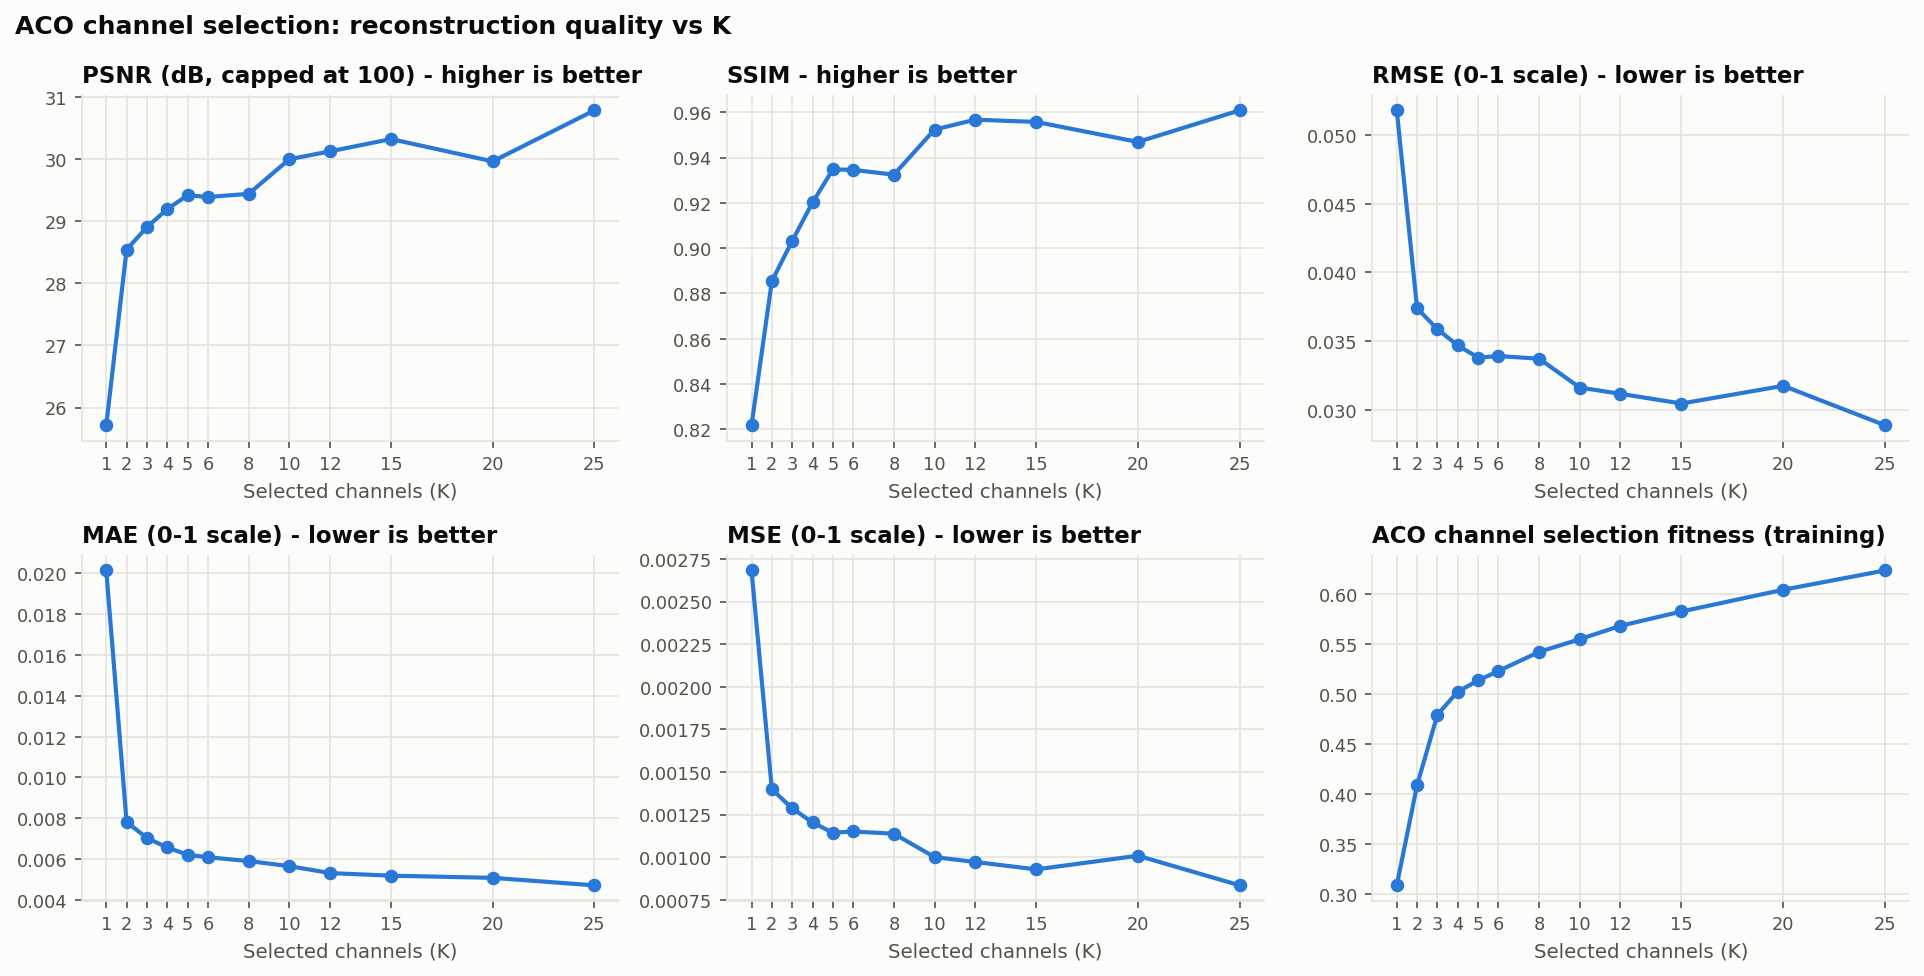 ACO channel selection: reconstruction quality vs K
PSNR (dB, capped at 100) - higher is better
31
30
29
28
27
26
1 2 3 4 5 6 8 10 12 15 20 25
Selected channels (K)
SSIM - higher is better
0.96
0.94
0.92
0.90
0.88
0.86
0.84
0.82
1 2 3 4 5 6 8 10 12 15 20 25
Selected channels (K)
RMSE (0-1 scale) - lower is better
0.050
0.045
0.040
0.035
0.030
1 2 3 4 5 6 8 10 12 15 20 25
Selected channels (K)
MAE (0-1 scale) - lower is better
0.020
0.018
0.016
0.014
0.012
0.010
0.008
0.006
0.004
1 2 3 4 5 6 8 10 12 15 20 25
Selected channels (K)
MSE (0-1 scale) - lower is better
0.00275
0.00250
0.00225
0.00200
0.00175
0.00150
0.00125
0.00100
0.00075
1 2 3 4 5 6 8 10 12 15 20 25
Selected channels (K)
ACO channel selection fitness (training)
0.60
0.55
0.50
0.45
0.40
0.35
0.30
1 2 3 4 5 6 8 10 12 15 20 25
Selected channels (K)